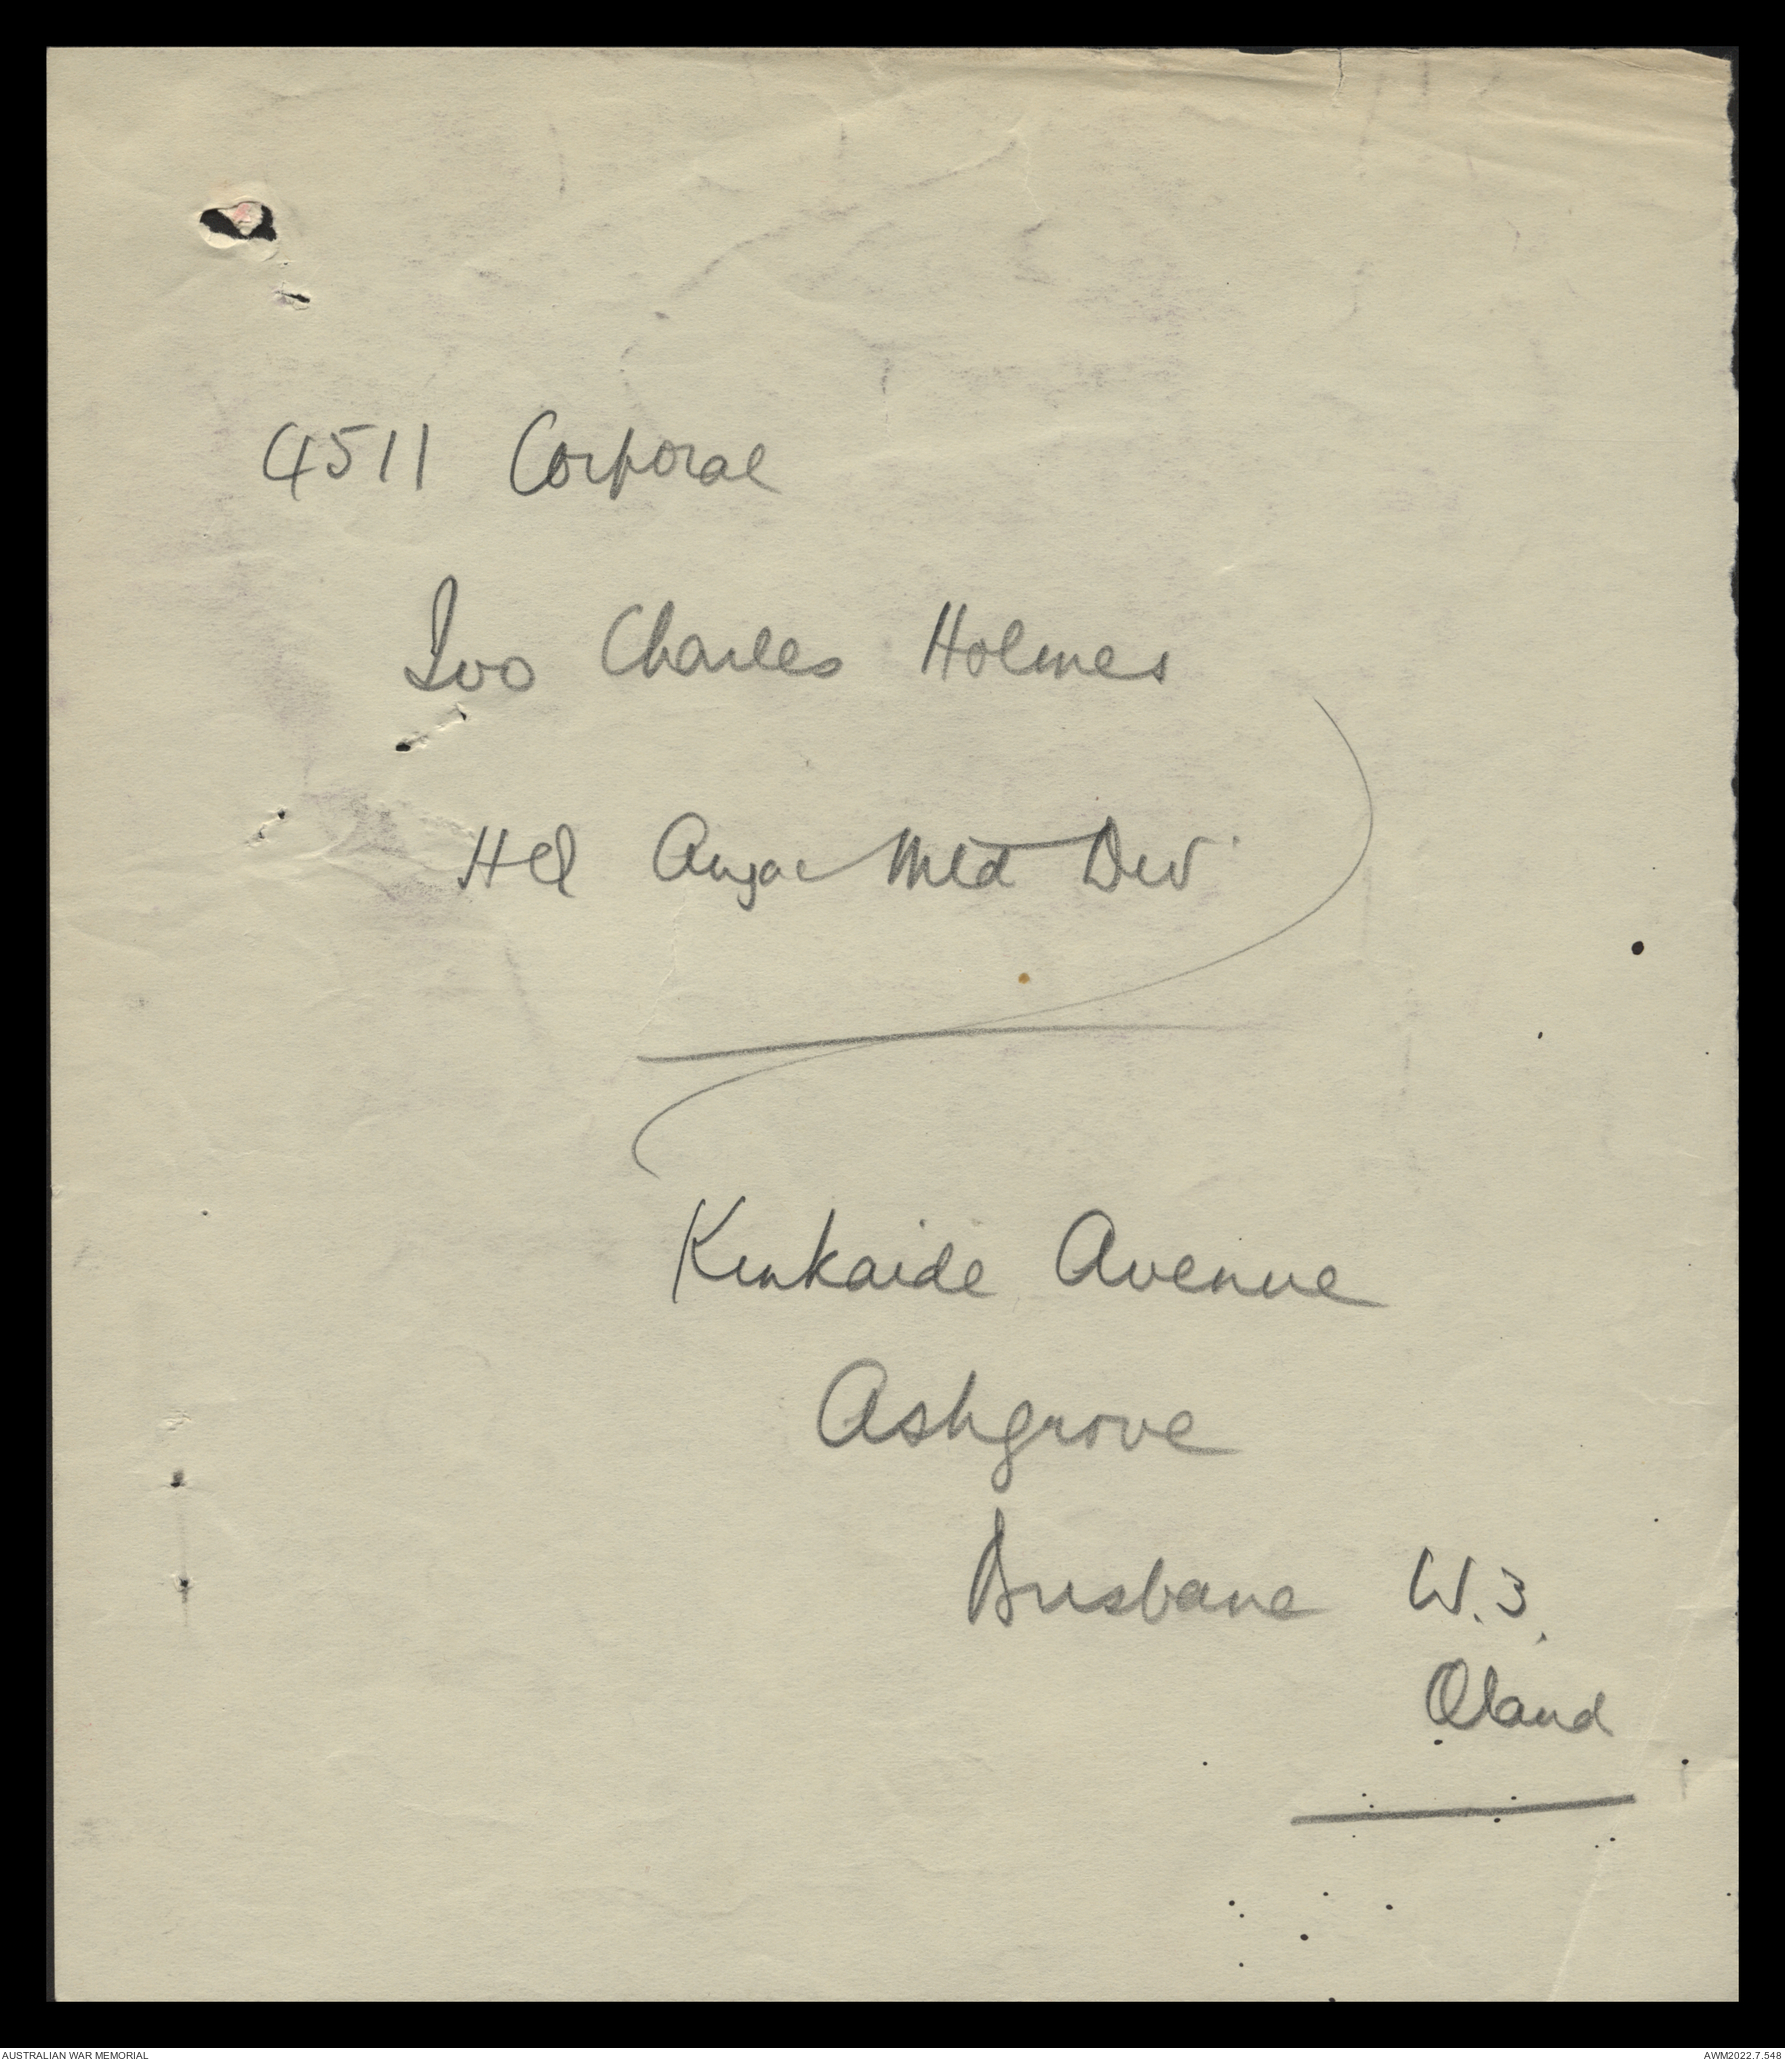 4511 Corporal
Ivo Charles Holmes
HQ Anzac Mtd Div
Kinkaide Avenue
Ashgrove
Brisbane W.3.
Qland
AUSTRALIAN WAR MEMORIAL
AWM2022.7.548